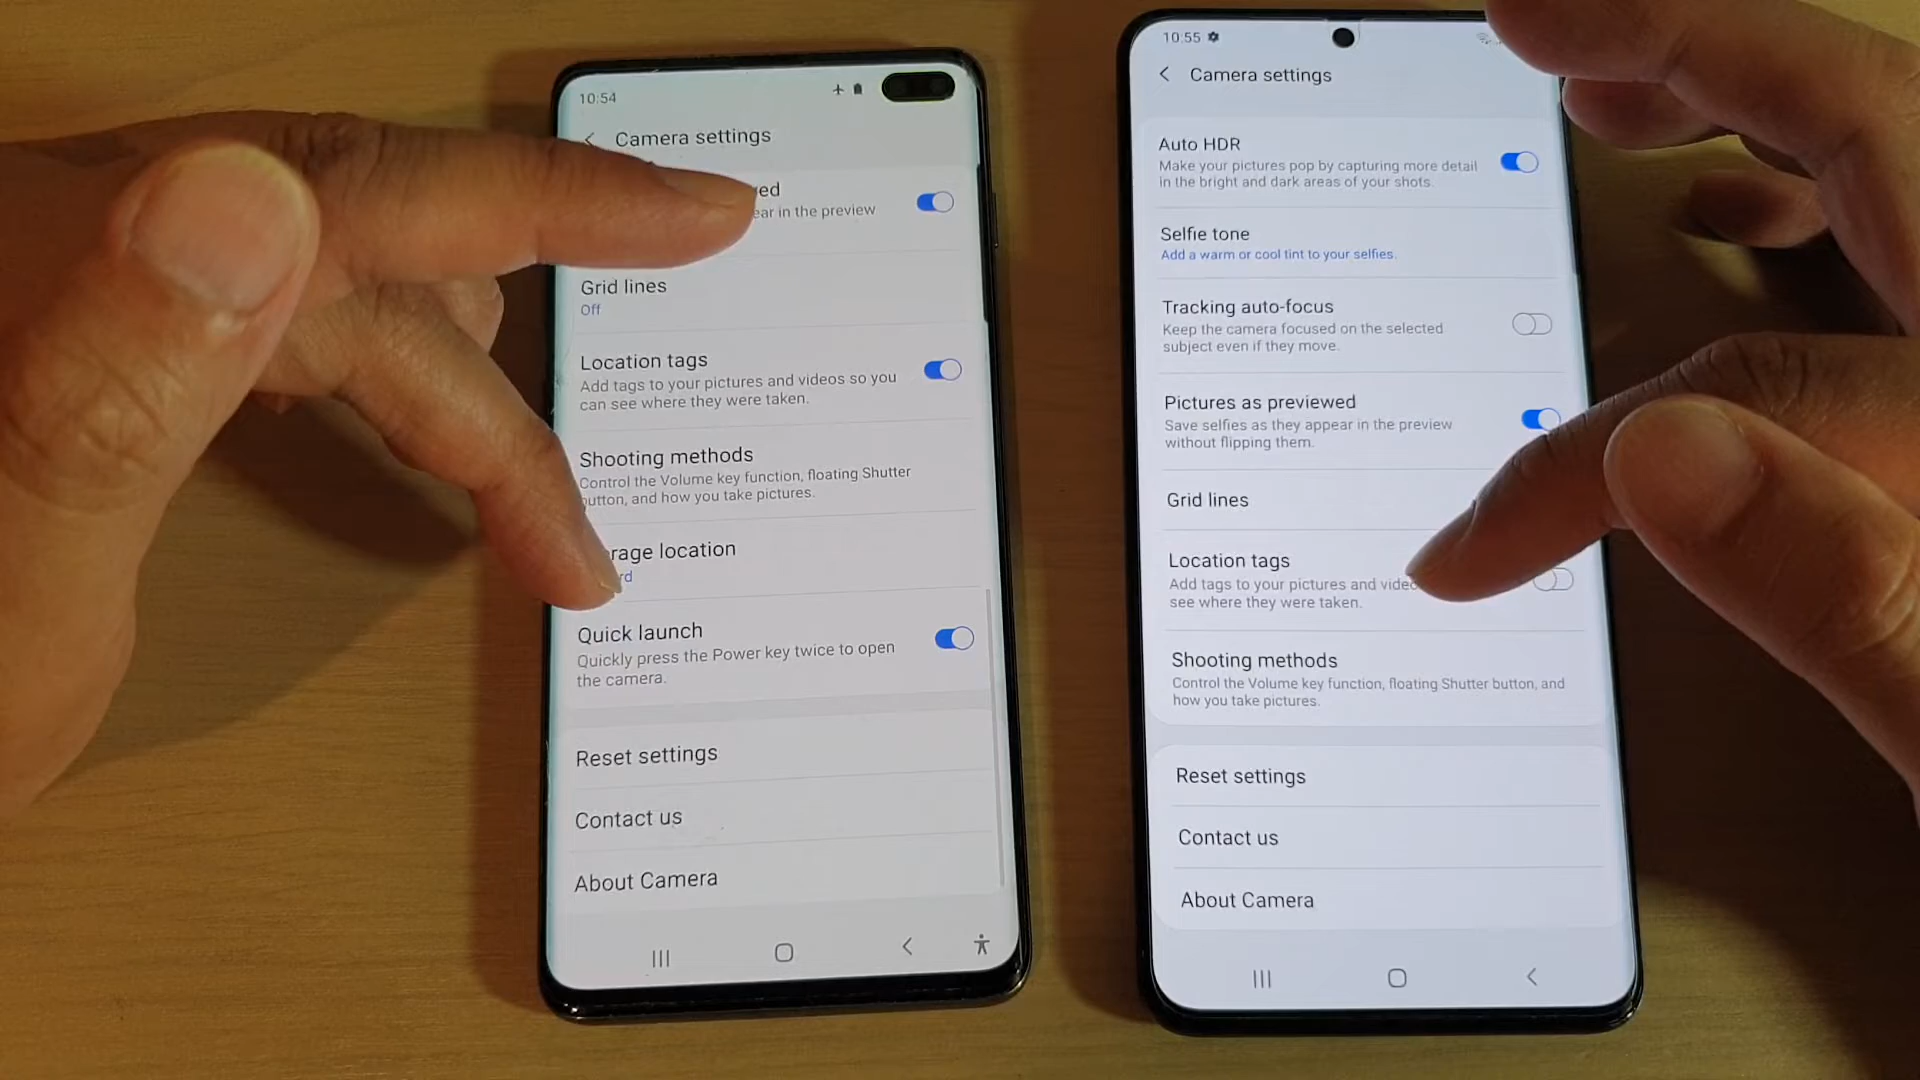 10:54
Camera settings
ear in the preview
Grid lines
Off
Location tags
Add tags to your pictures and videos so you
can see where they were taken.
Shooting methods
Control the Volume key function, floating Shutter
button, and how you take pictures.
location
Quick launch
Quickly press the Power key twice to open
the camera.
Reset settings
Contact us
About Camera
10:55
Camera settings
Auto HDR
Make your pictures pop by capturing more detail
in the bright and dark areas of your shots.
Selfie tone
Add a warm or cool tint to your selfies.
Tracking auto-focus
Keep the camera focused on the selected
subject even if they move.
Pictures as previewed
Save selfies as they appear in the preview
without flipping them.
Grid lines
Location tags
Add tags to your pictures and
see where they were taken.
Shooting methods
Control the Volume key function, floating Shutter button, and
how you take pictures.
Reset settings
Contact us
About Camera